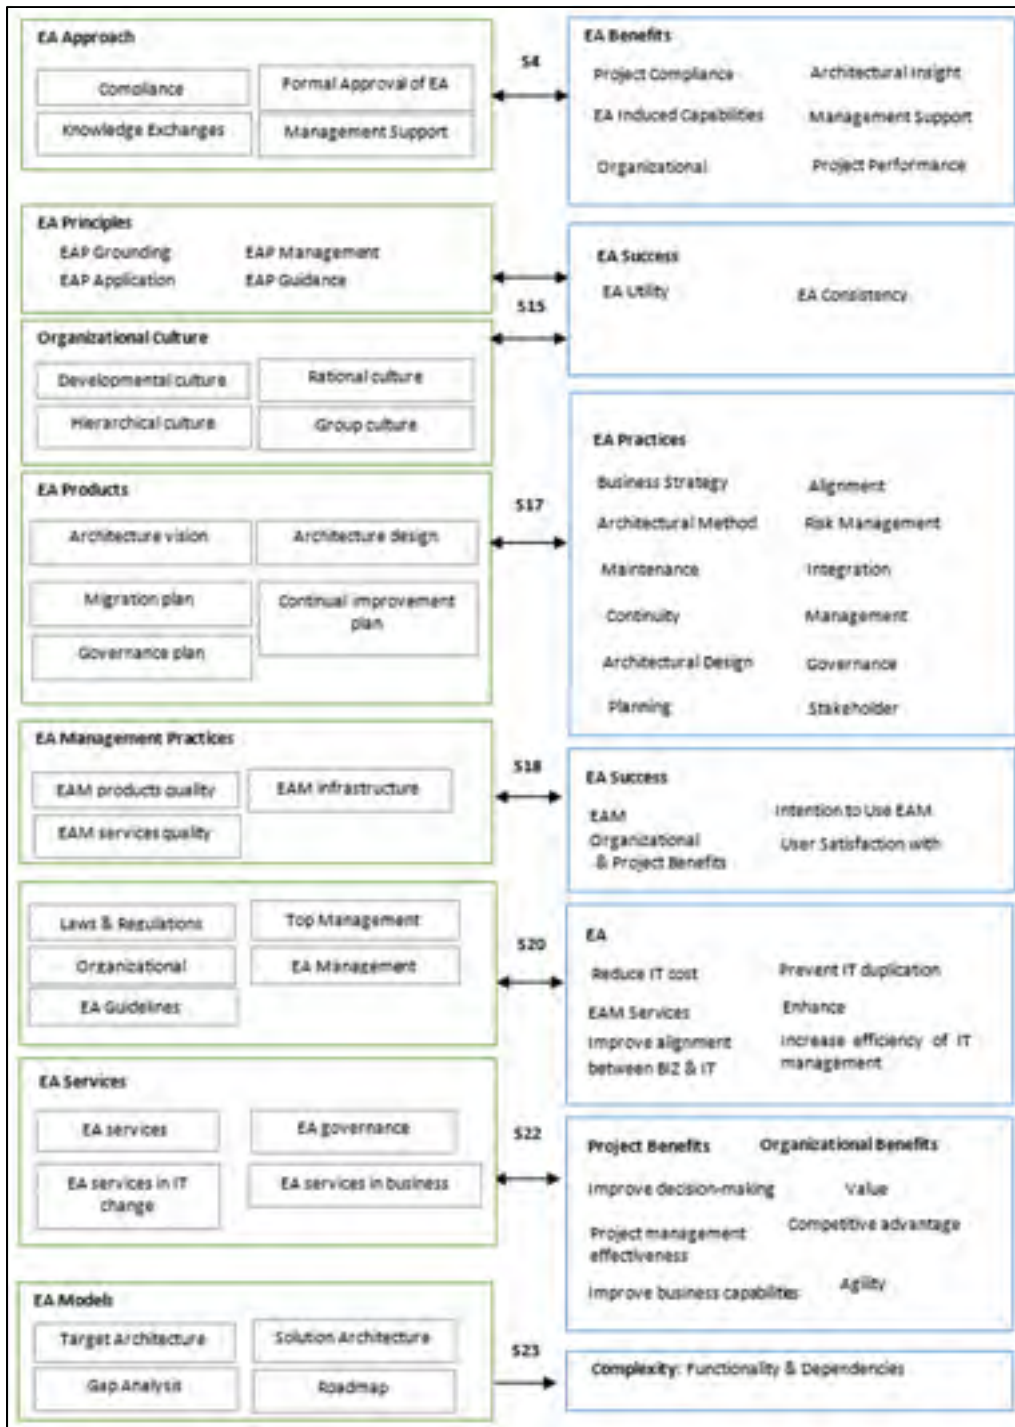 EA Approach
Compliance
Formal Approval of EA
Knowledge Exchanges
Management Support
S4
EA Benefits
Project Compliance
Architectural Insight
EA Induced Capabilities
Management Support
Organizational
Project Performance
EA Principles
EAP Grounding
EAP Management
EAP Application
EAP Guidance
S15
EA Success
EA Utility
EA Consistency
Organizational Culture
Developmental culture
Rational culture
Hierarchical culture
Group culture
EA Products
Architecture vision
Architecture design
Migration plan
Continual improvement
plan
Governance plan
S17
EA Practices
Business Strategy
Alignment
Architectural Method
Risk Management
Maintenance
Integration
Continuity
Management
Architectural Design
Governance
Planning
Stakeholder
EA Management Practices
EAM products quality
EAM infrastructure
EAM services quality
S18
EA Success
EAM
Intention to Use EAM
Organizational
& Project Benefits
User Satisfaction with
Laws & Regulations
Top Management
Organizational
EA Management
EA Guidelines
S20
EA
Reduce IT cost
Prevent IT duplication
EAM Services
Enhance
Improve alignment
between BIZ & IT
Increase efficiency of IT
management
EA Services
EA services
EA governance
EA services in IT
change
EA services in business
S22
Project Benefits
Organizational Benefits
Improve decision-making
Value
Project management
effectiveness
Competitive advantage
Improve business capabilities
Agility
EA Models
Target Architecture
Solution Architecture
Gap Analysis
Roadmap
S23
Complexity: Functionality & Dependencies